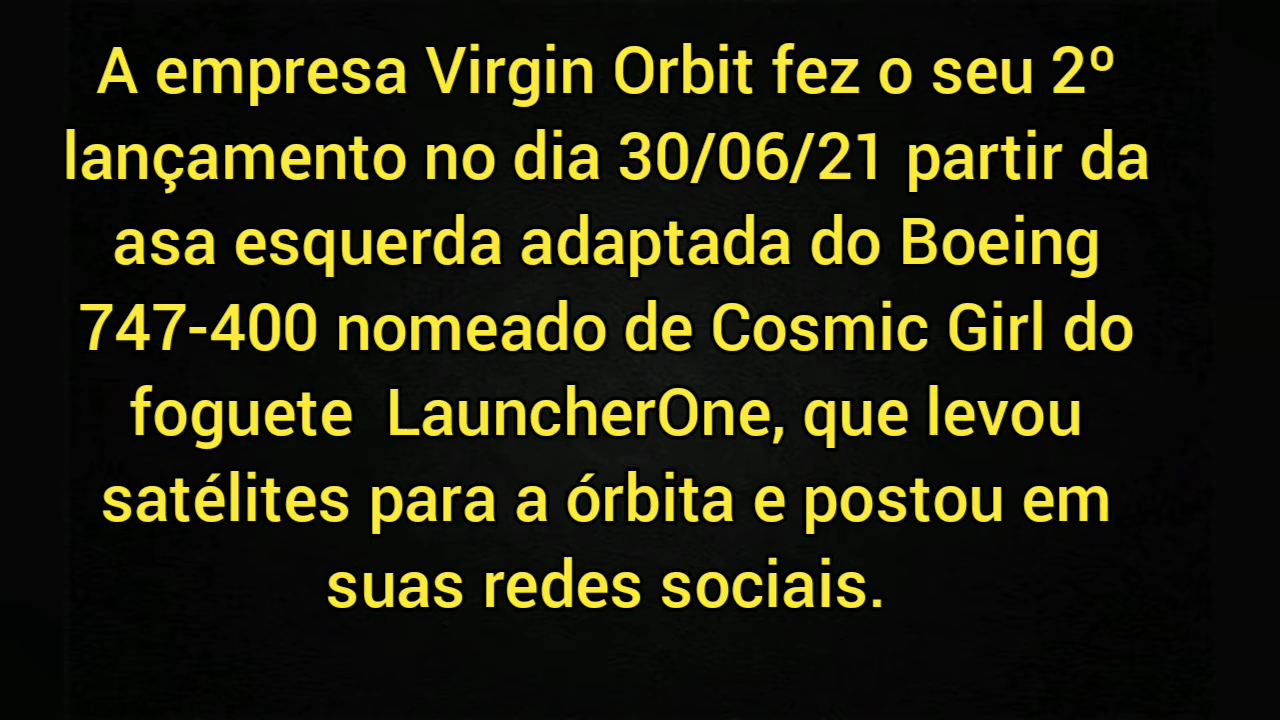 A empresa Virgin Orbit fez o seu 2º
lançamento no dia 30/06/21 partir da
asa esquerda adaptada do Boeing
747-400 nomeado de Cosmic Girl do
foguete  LauncherOne, que levou
satélites para a órbita e postou em
suas redes sociais.